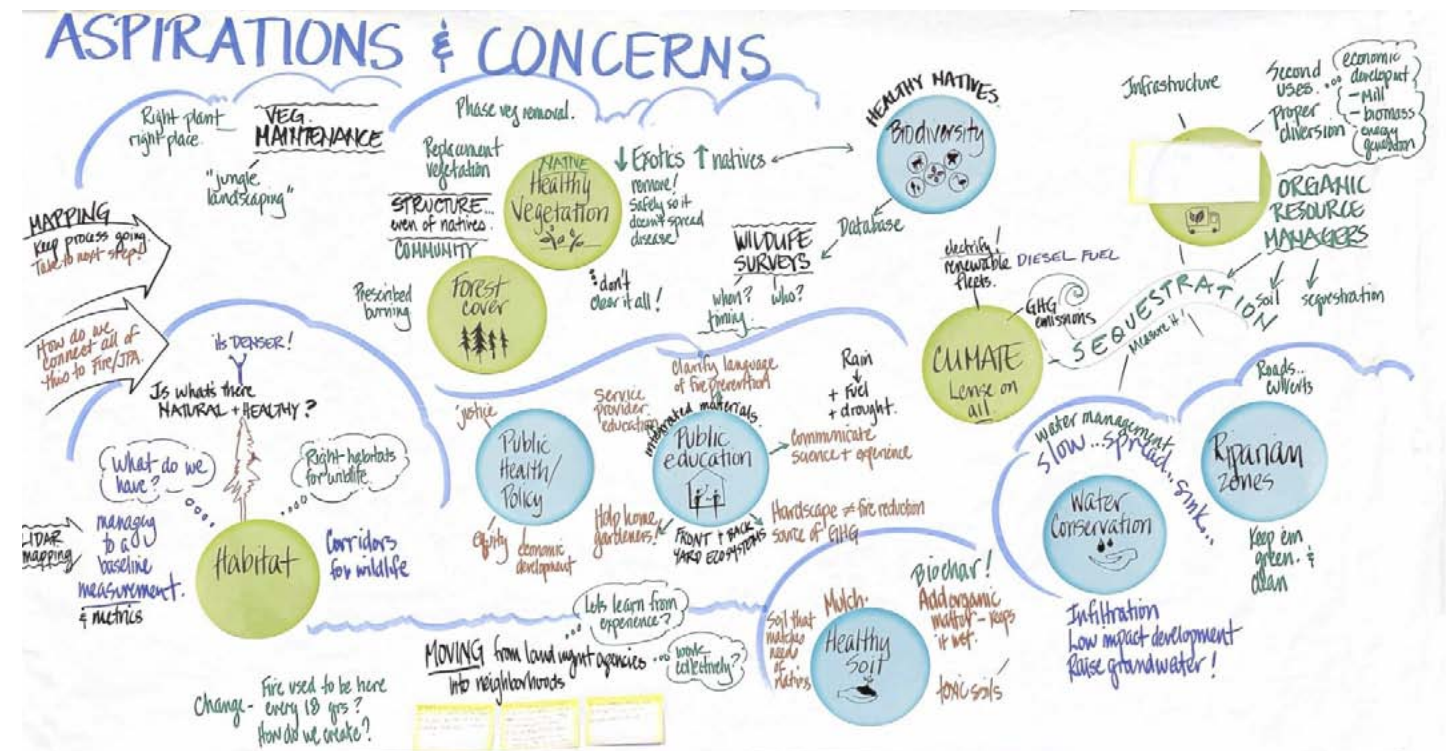 ASPIRATIONS & CONCERNS
Right plant
right place.
VEG.
MAINTENANCE
"jungle
landscaping"
MAPPING
Keep process going
Take to next step!
How do we
connect all of
this to Fire/JPA.
Phase veg removal.
Replacement
vegetation
STRUCTURE...
even of natives.
COMMUNITY
NATIVE
Healthy
Vegetation
↓ Exotics ↑ natives
remove!
Safely so it
doesn't spread
disease
& don't
clear it all!
Prescribed
burning
Forest
cover
HEALTHY NATIVES.
Biodiversity
Database
WILDLIFE
SURVEYS
when?
timing
who?
Infrastructure
Second
uses...
proper
diversion
economic
developmt
- Mill
- biomass
- energy
generation
ORGANIC
RESOURCE
MANAGERS
soil
sequestration
electrify!
renewable
fleets.
DIESEL FUEL
GHG
emissions
SEQUESTRATION
Measure it!
CLIMATE
Lense on
all.
its DENSER!
Is what's there
NATURAL + HEALTHY?
What do we
have?
Right habitats
for wildlife.
LIDAR
mapping
managing
to a
baseline
measurement.
& metrics
Habitat
Corridors
for wildlife
justice
Public
Health/
Policy
equity
economic
development
Service
provider
education
Clarify language
of fire prevention
integrated materials.
Public
education
Rain
↓
+ fuel
+ drought.
Communicate
science + experience
Help home
gardeners!
FRONT + BACK
YARD ECOSYSTEMS
Hardscape ≠ fire reduction
source of GHG
Roads...
culverts
Water management
slow... spread... sink...
Water
Conservation
Riparian
zones
Keep em
green &
clean
Infiltration
Low impact development
Raise groundwater!
Biochar!
Mulch.
Add organic
matter - keeps
it wet.
Soil that
matches
needs
of
natives
Healthy
Soil
toxic soils
Lets learn from
experience?
MOVING from land mgmt agencies
into neighborhoods
work
collectively?
Change - Fire used to be here
every 18 yrs?
How did we create?